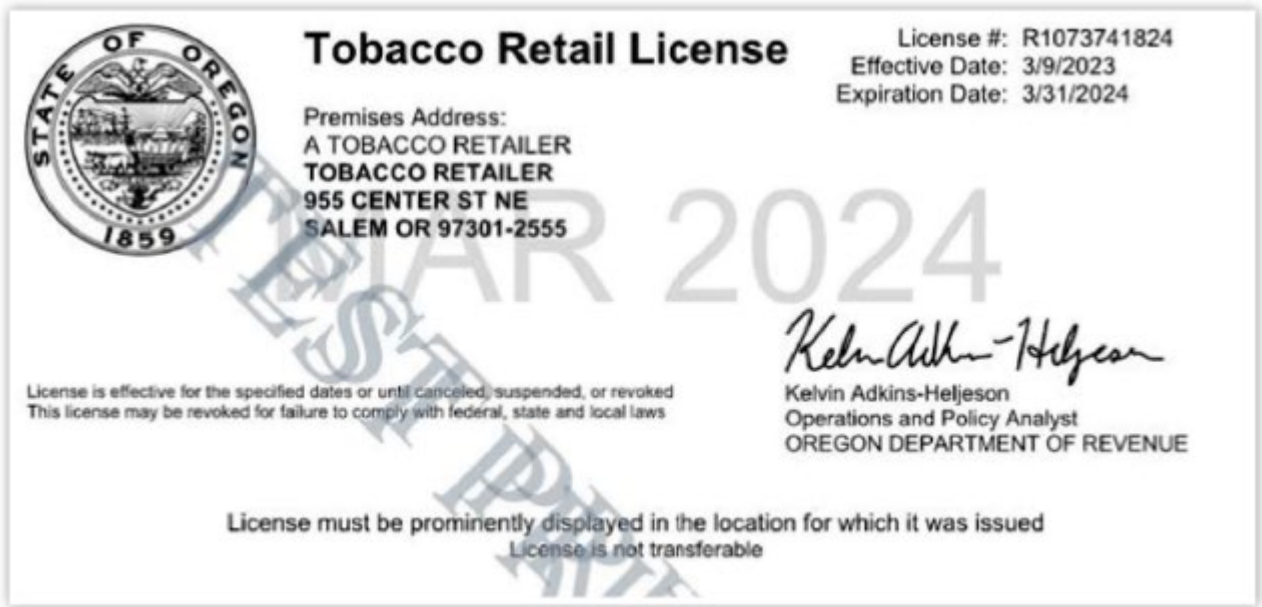 STATE OF OREGON
1859
Tobacco Retail License
License #: R1073741824
Effective Date: 3/9/2023
Expiration Date: 3/31/2024
Premises Address:
A TOBACCO RETAILER
TOBACCO RETAILER
955 CENTER ST NE
SALEM OR 97301-2555
MAR 2024
TEST
Kelvin Adkins-Heljeson
Operations and Policy Analyst
OREGON DEPARTMENT OF REVENUE
License is effective for the specified dates or until canceled, suspended, or revoked
This license may be revoked for failure to comply with federal, state and local laws
License must be prominently displayed in the location for which it was issued
License is not transferable